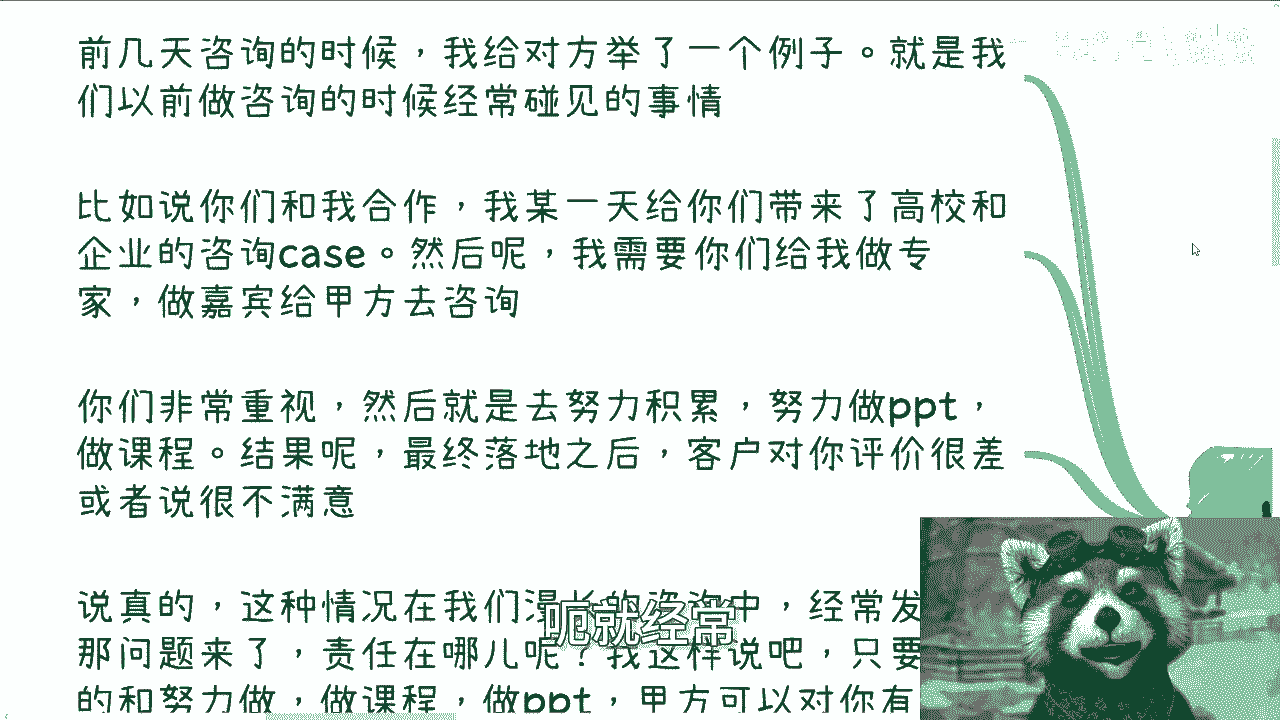 前几天咨询的时候，我给对方举了一个例子。就是我
们以前做咨询的时候经常碰见的事情
比如说你们和我合作，我某一天给你们带来了高校和
企业的咨询case。然后呢，我需要你们给我做专
家，做嘉宾给甲方去咨询
你们非常重视，然后就是去努力积累，努力做ppt，
做课程。结果呢，最终落地之后，客户对你评价很差
或者说很不满意
说真的，这种情况在我们漫长的咨询中，经常发
呃就经常
那问题来了，责任在哪儿呢？我这样说吧，只要
的和努力做，做课程，做ppt，甲方可以对你有